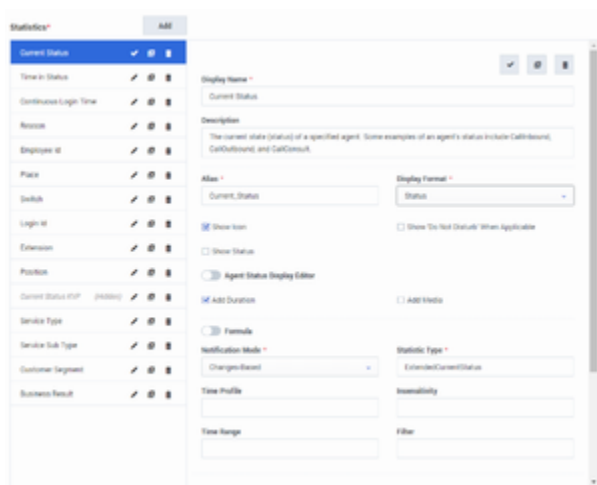 Statistics*
Add
Current Status
Time in Status
Continuous Login Time
Reason
Employee Id
Place
Switch
Login Id
Extension
Position
Current Status KVP (Hidden)
Service Type
Service Sub Type
Customer Segment
Business Result
Display Name *
Current Status
Description
The current state (status) of a specified agent. Some examples of an agent's status include CallInbound,
CallOutbound, and CallConsult.
Alias *
Display Format *
Current_Status
Status
Show Icon
Show 'Do Not Disturb' When Applicable
Show Status
Agent Status Display Editor
Add Duration
Add Media
Formula
Notification Mode *
Statistic Type *
Changes-Based
ExtendedCurrentStatus
Time Profile
Insensitivity
Time Range
Filter